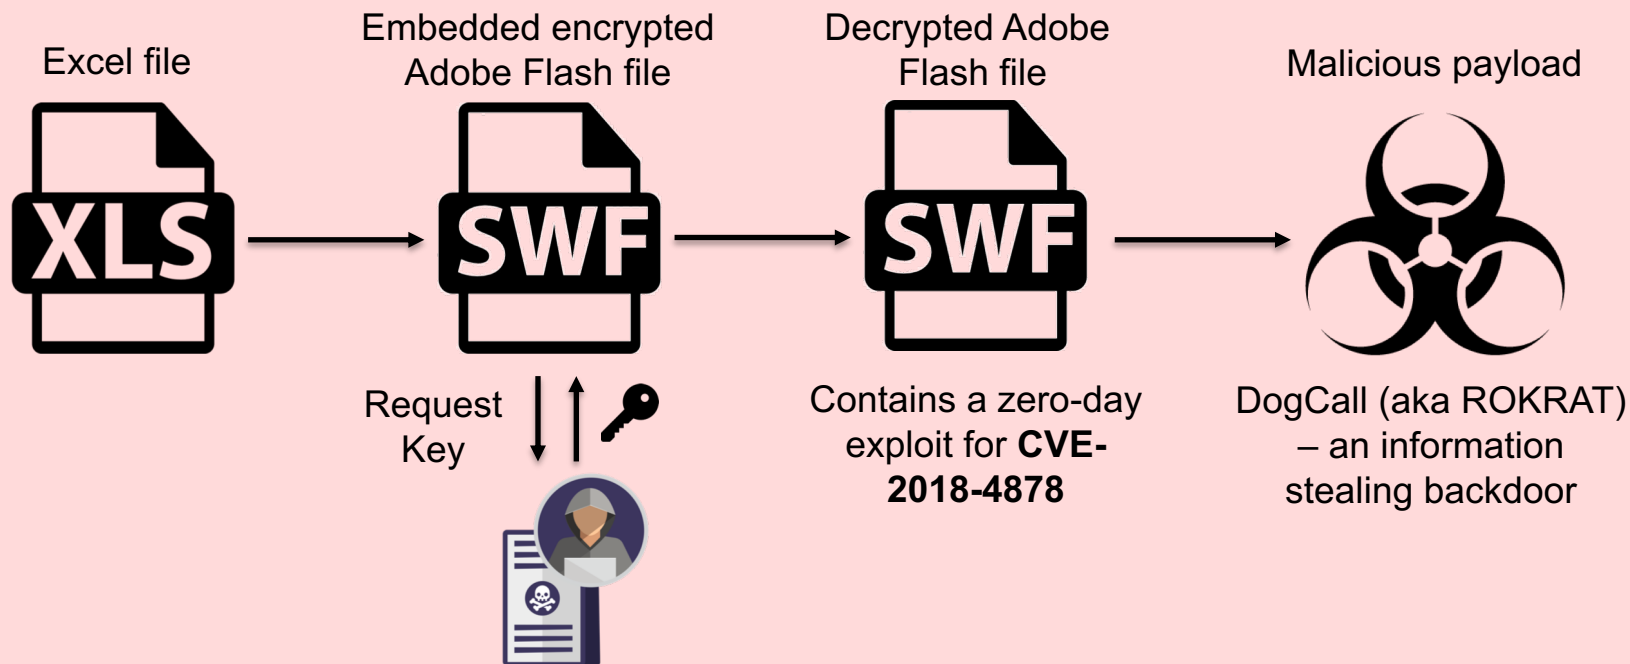 Excel file
XLS
Embedded encrypted
Adobe Flash file
SWF
Request
Key
Decrypted Adobe
Flash file
SWF
Contains a zero-day
exploit for CVE-
2018-4878
Malicious payload
DogCall (aka ROKRAT)
– an information
stealing backdoor